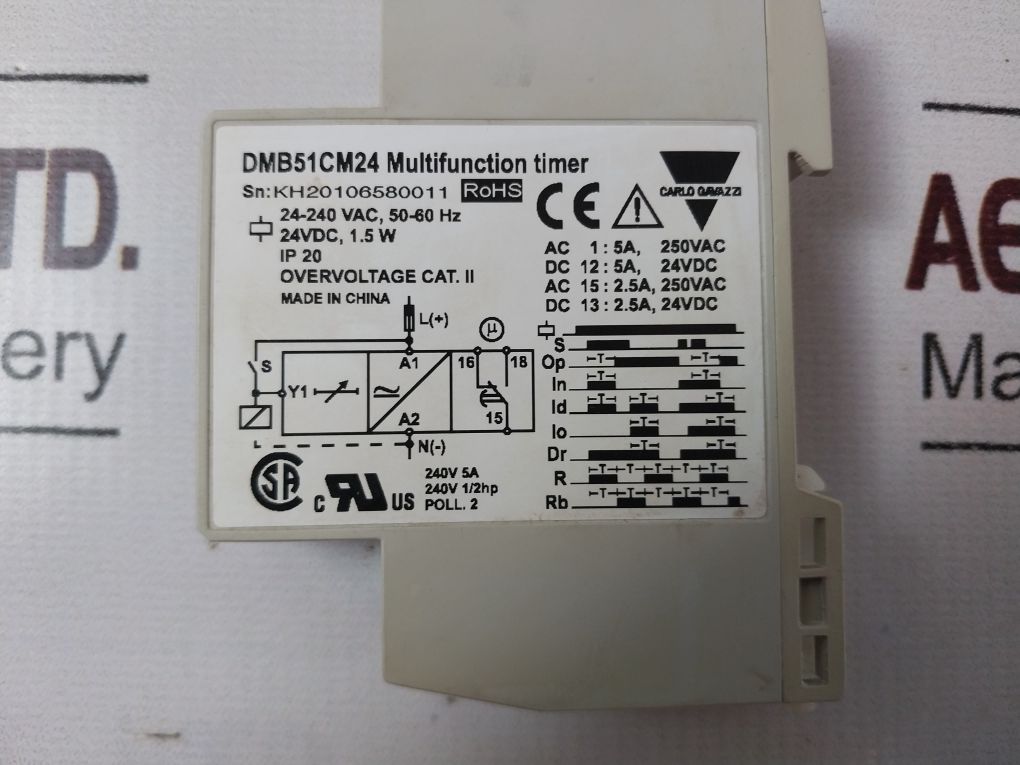 DMB51CM24 Multifunction timer
Sn: KH20106580011 RoHS
24-240 VAC, 50-60 Hz
24VDC, 1.5 W
IP 20
OVERVOLTAGE CAT. II
MADE IN CHINA
CE
CARLO GAVAZZI
AC 1 : 5A, 250VAC
DC 12 : 5A, 24VDC
AC 15 : 2.5A, 250VAC
DC 13 : 2.5A, 24VDC
L(+)
μ
S
Y1
A1
A2
16
18
15
L
N(-)
S
Op T T
In T T
Id T T T
Io T T
Dr T T
R T T T T T
Rb T T T T T
SA
C RU US
240V 5A
240V 1/2hp
POLL. 2
TD.
ery
Ma